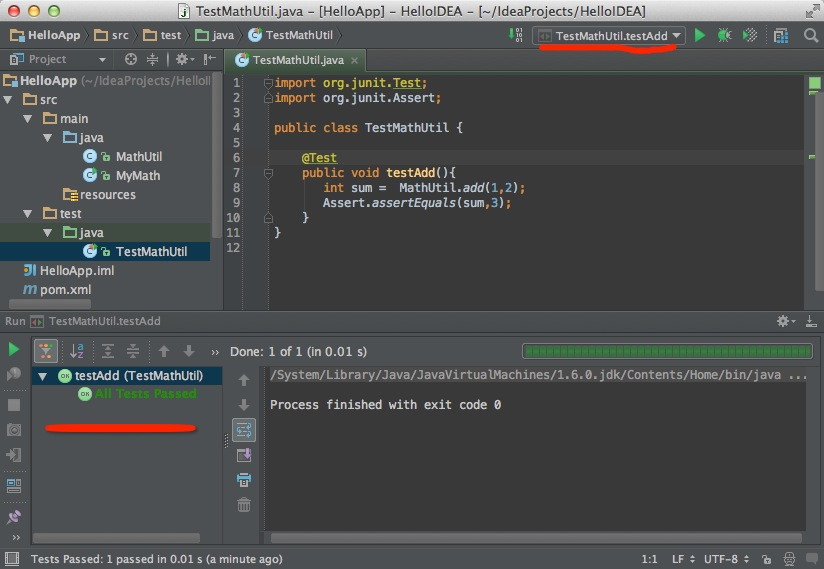 TestMathUtil.java - [HelloApp] - HelloIDEA - [~/IdeaProjects/HelloIDEA]
HelloApp src test java TestMathUtil
TestMathUtil.testAdd
Project
TestMathUtil.java
HelloApp (~/IdeaProjects/HelloI
src
main
java
MathUtil
MyMath
resources
test
java
TestMathUtil
HelloApp.iml
pom.xml
1 import org.junit.Test;
2 import org.junit.Assert;
3
4 public class TestMathUtil {
5
6 @Test
7 public void testAdd(){
8 int sum = MathUtil.add(1,2);
9 Assert.assertEquals(sum,3);
10 }
11 }
12
Run TestMathUtil.testAdd
Done: 1 of 1 (in 0.01 s)
testAdd (TestMathUtil)
All Tests Passed
/System/Library/Java/JavaVirtualMachines/1.6.0.jdk/Contents/Home/bin/java ...
Process finished with exit code 0
Tests Passed: 1 passed in 0.01 s (a minute ago)
1:1 LF UTF-8